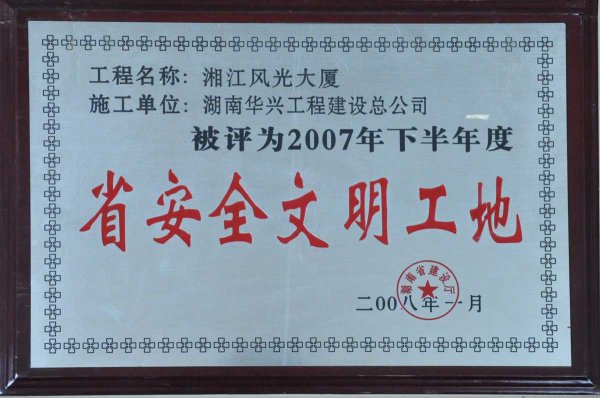 工程名称：湘江风光大厦
施工单位：湖南华兴工程建设总公司
被评为2007年下半年度
省安全文明工地
湖南省建设厅
二00八年一月